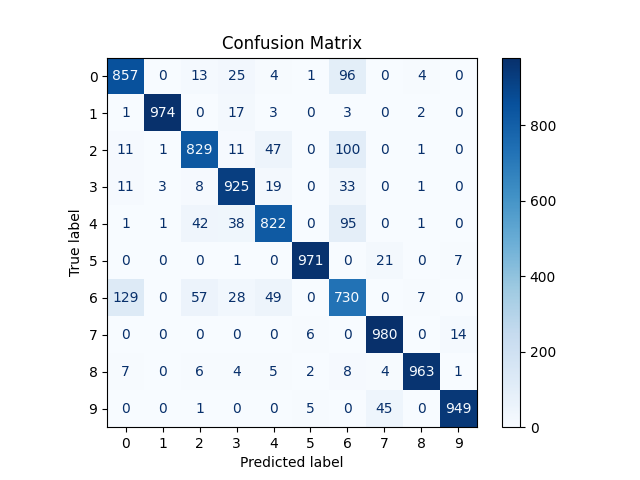 Confusion Matrix
0 857 0 13 25 4 1 96 0 4 0
1 1 974 0 17 3 0 3 0 2 0
2 11 1 829 11 47 0 100 0 1 0
3 11 3 8 925 19 0 33 0 1 0
4 1 1 42 38 822 0 95 0 1 0
5 0 0 0 1 0 971 0 21 0 7
6 129 0 57 28 49 0 730 0 7 0
7 0 0 0 0 0 6 0 980 0 14
8 7 0 6 4 5 2 8 4 963 1
9 0 0 1 0 0 5 0 45 0 949
0 1 2 3 4 5 6 7 8 9
True label
Predicted label
800
600
400
200
0